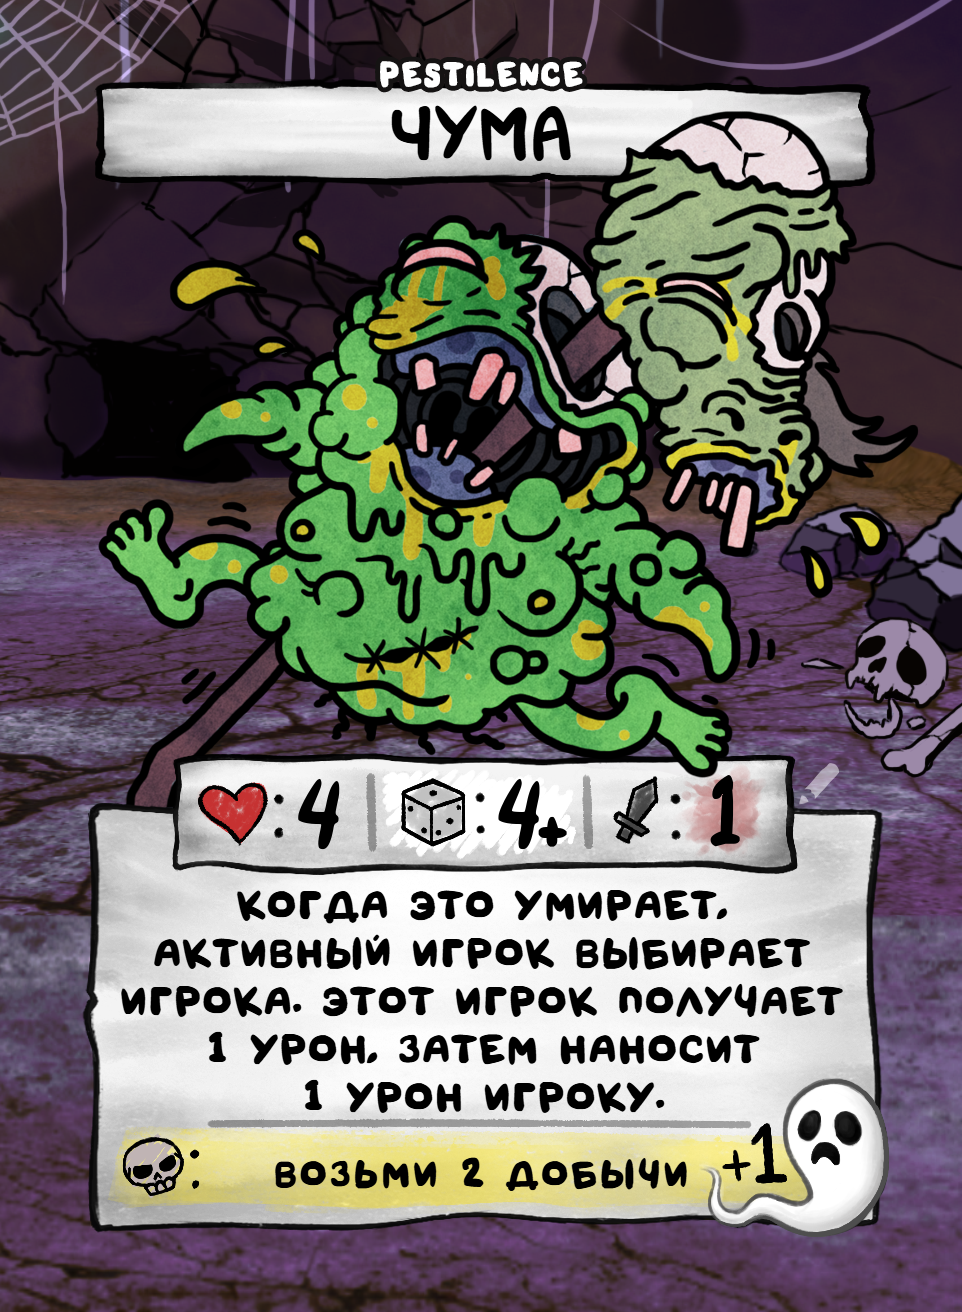 PESTILENCE
ЧУМА
: 4 : 4+ : 1
КОГДА ЭТО УМИРАЕТ,
АКТИВНЫЙ ИГРОК ВЫБИРАЕТ
ИГРОКА. ЭТОТ ИГРОК ПОЛУЧАЕТ
1 УРОН, ЗАТЕМ НАНОСИТ
1 УРОН ИГРОКУ.
: ВОЗЬМИ 2 ДОБЫЧИ +1